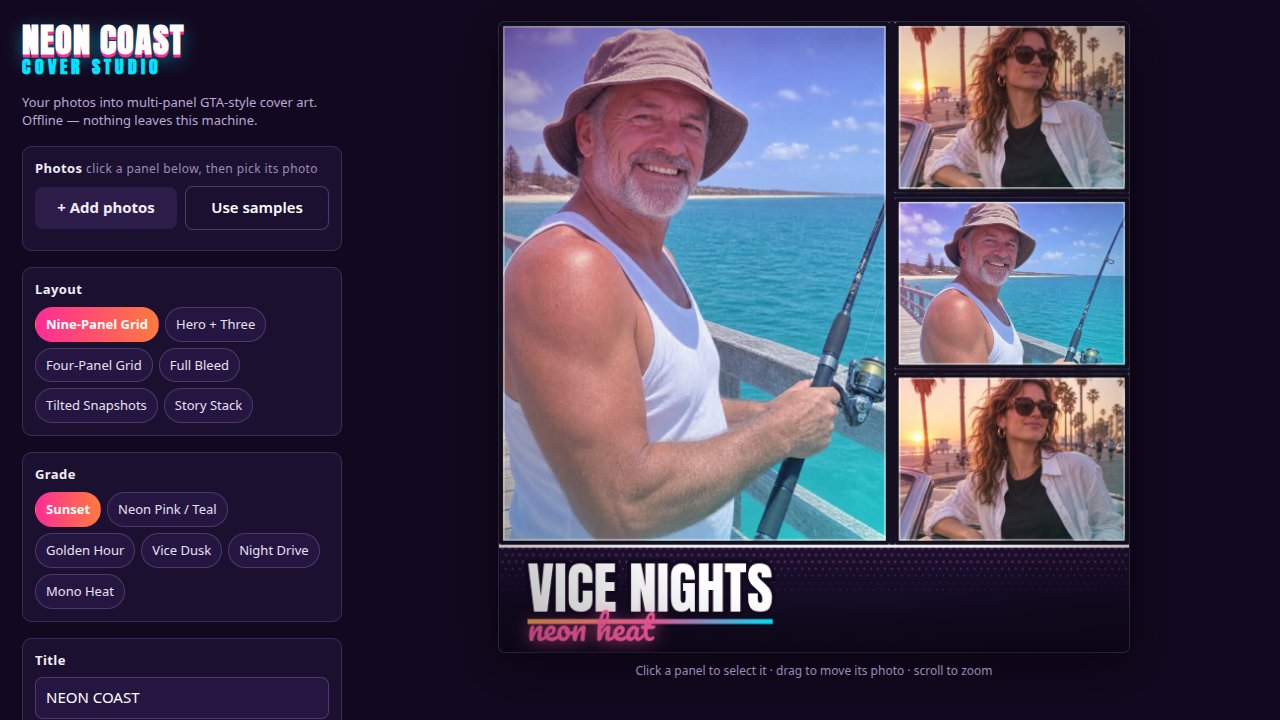 NEON COAST
COVER STUDIO
Your photos into multi-panel GTA-style cover art.
Offline — nothing leaves this machine.
Photos click a panel below, then pick its photo
+ Add photos
Use samples
Layout
Nine-Panel Grid
Hero + Three
Four-Panel Grid
Full Bleed
Tilted Snapshots
Story Stack
Grade
Sunset
Neon Pink / Teal
Golden Hour
Vice Dusk
Night Drive
Mono Heat
Title
NEON COAST
VICE NIGHTS
neon heat
Click a panel to select it · drag to move its photo · scroll to zoom